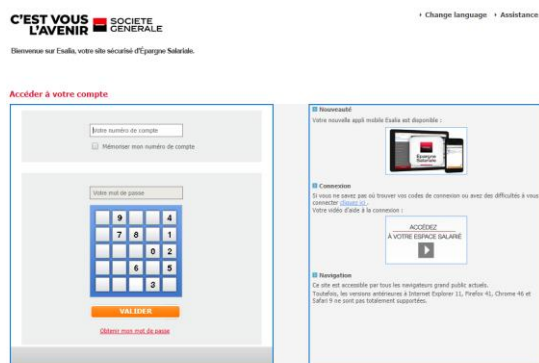 C'EST VOUS
L'AVENIR
SOCIETE
GENERALE
Change language
Assistance
Bienvenue sur Esalia, votre site sécurisé d'Épargne Salariale.
Accéder à votre compte
Votre numéro de compte
Mémoriser mon numéro de compte
Votre mot de passe
9 4
7 8 1
0 2
6 5
3
VALIDER
Obtenir mon mot de passe
Nouveauté
Votre nouvelle appli mobile Esalia est disponible :
Epargne
Salariale
Connexion
Si vous ne savez pas où trouver vos codes de connexion ou avez des difficultés à vous
connecter cliquez ici .
Votre vidéo d'aide à la connexion :
ACCÉDEZ
À VOTRE ESPACE SALARIÉ
Navigation
Ce site est accessible par tous les navigateurs grand public actuels.
Toutefois, les versions antérieures à Internet Explorer 11, Firefox 41, Chrome 46 et
Safari 9 ne sont pas totalement supportées.